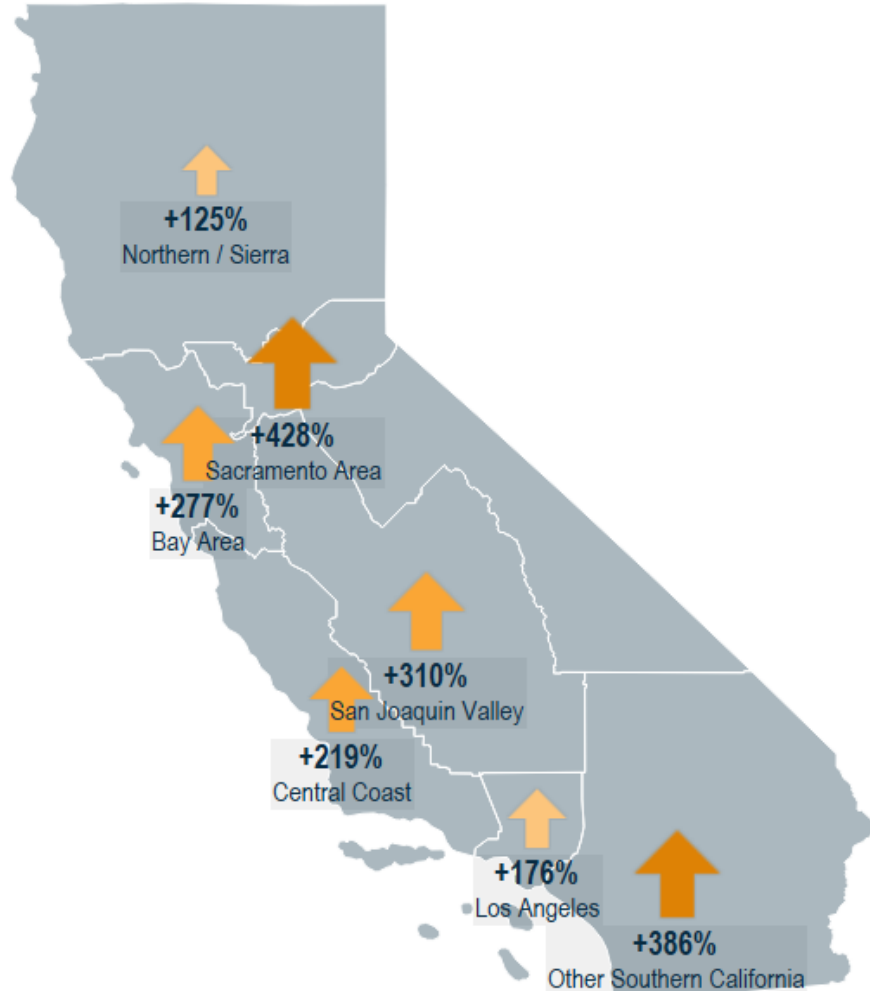 +125%
Northern / Sierra
+428%
Sacramento Area
+277%
Bay Area
+310%
San Joaquin Valley
+219%
Central Coast
+176%
Los Angeles
+386%
Other Southern California